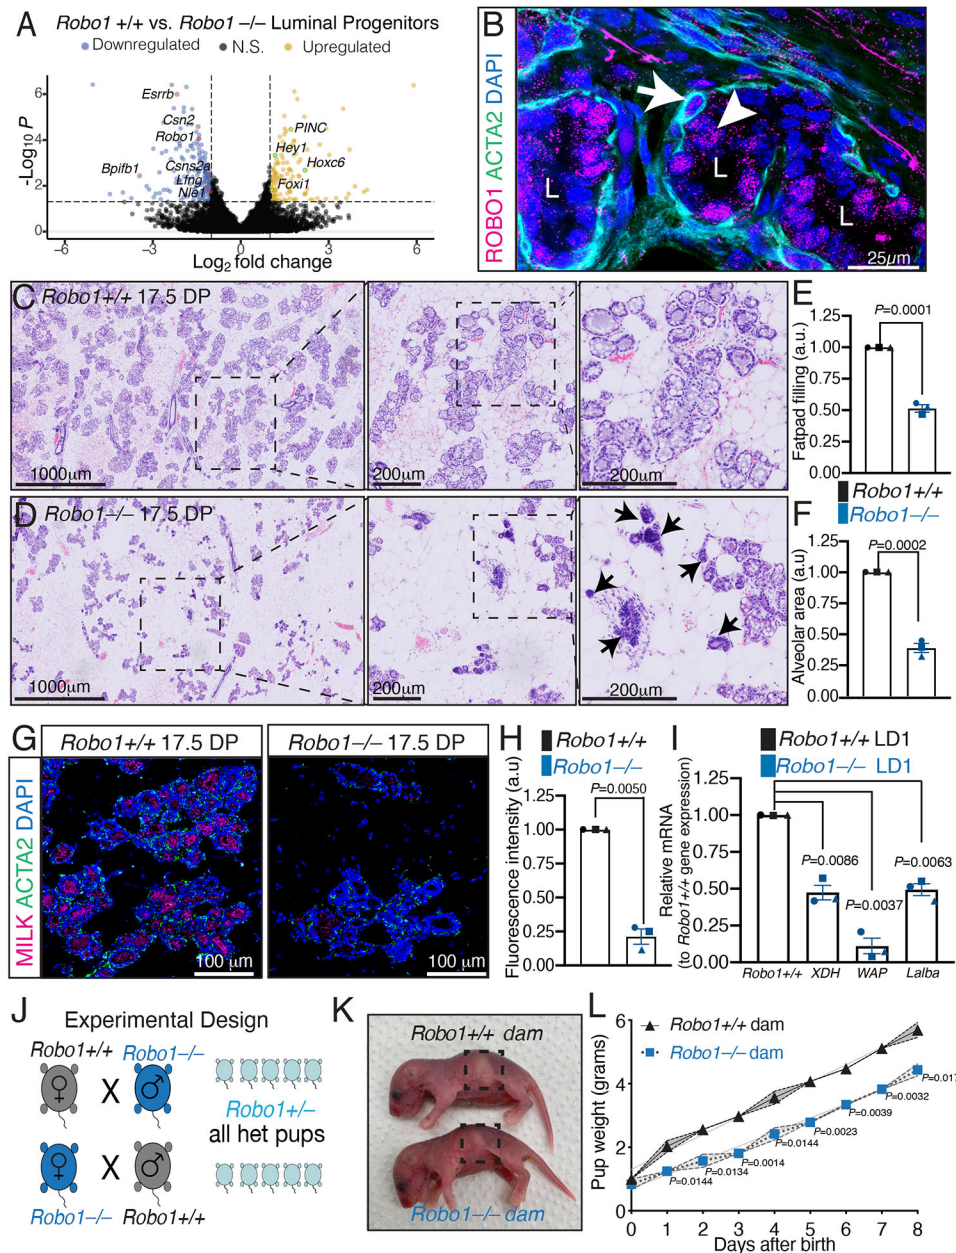 A
Robo1 +/+ vs. Robo1 –/– Luminal Progenitors
Downregulated N.S. Upregulated
-Log10 P
6
4
2
0
Esrrb
Csn2
Robo1
Bpifb1
Csns2a
Lfng
Nle1
PINC
Hey1
Hoxc6
Foxi1
–6 –3 0 3 6
Log2 fold change
B
ROBO1 ACTA2 DAPI
L
L
L
25μm
C Robo1+/+ 17.5 DP
1000μm
200μm
200μm
D Robo1–/– 17.5 DP
1000μm
200μm
200μm
E
Fatpad filling (a.u.)
P=0.0001
1.25
1.00
0.75
0.50
0.25
0.00
Robo1+/+
Robo1–/–
F
Alveolar area (a.u)
P=0.0002
1.25
1.00
0.75
0.50
0.25
0.00
G
Robo1+/+ 17.5 DP
Robo1–/– 17.5 DP
MILK ACTA2 DAPI
100 μm
100 μm
H
Robo1+/+
Robo1–/–
Fluorescence intensity (a.u)
P=0.0050
1.25
1.00
0.75
0.50
0.25
0.00
I
Robo1+/+ LD1
Robo1–/– LD1
Relative mRNA
(to Robo1+/+ gene expression)
1.25
1.00
0.75
0.50
0.25
0.00
P=0.0086
P=0.0037
P=0.0063
Robo1+/+ XDH WAP Lalba
J
Experimental Design
Robo1+/+ Robo1–/–
♀ X ♂
Robo1+/–
all het pups
♀ X ♂
Robo1–/– Robo1+/+
K
Robo1+/+ dam
Robo1–/– dam
L
Pup weight (grams)
6
4
2
0
Robo1+/+ dam
Robo1–/– dam
P=0.0144
P=0.0134
P=0.0014
P=0.0144
P=0.0023
P=0.0039
P=0.0032
P=0.017
0 1 2 3 4 5 6 7 8
Days after birth